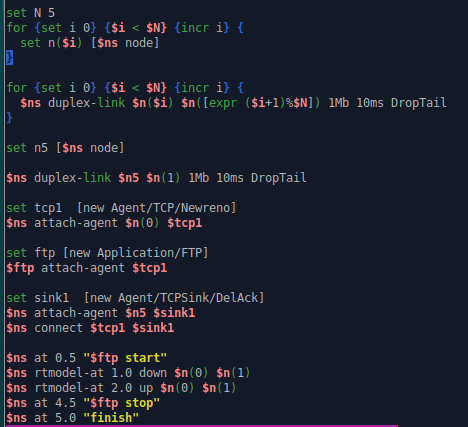 set N 5
for {set i 0} {$i < $N} {incr i} {
  set n($i) [$ns node]
}
for {set i 0} {$i < $N} {incr i} {
  $ns duplex-link $n($i) $n([expr ($i+1)%$N]) 1Mb 10ms DropTail
}
set n5 [$ns node]
$ns duplex-link $n5 $n(1) 1Mb 10ms DropTail
set tcp1  [new Agent/TCP/Newreno]
$ns attach-agent $n(0) $tcp1
set ftp [new Application/FTP]
$ftp attach-agent $tcp1
set sink1  [new Agent/TCPSink/DelAck]
$ns attach-agent $n5 $sink1
$ns connect $tcp1 $sink1
$ns at 0.5 "$ftp start"
$ns rtmodel-at 1.0 down $n(0) $n(1)
$ns rtmodel-at 2.0 up $n(0) $n(1)
$ns at 4.5 "$ftp stop"
$ns at 5.0 "finish"